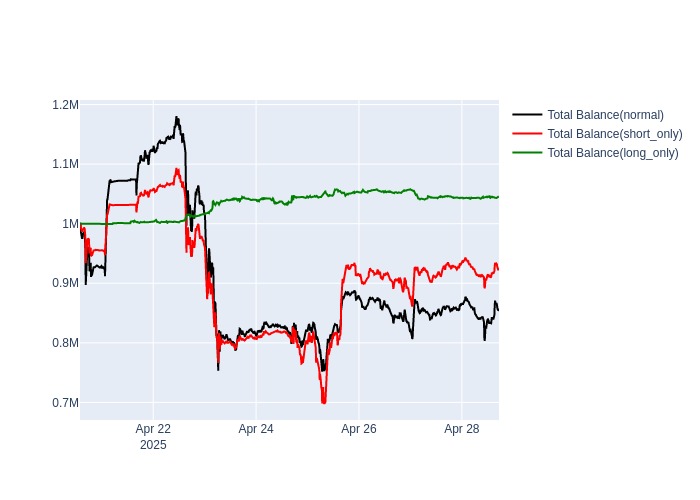 1.2M
1.1M
1M
0.9M
0.8M
0.7M
Apr 22
2025
Apr 24
Apr 26
Apr 28
Total Balance(normal)
Total Balance(short_only)
Total Balance(long_only)